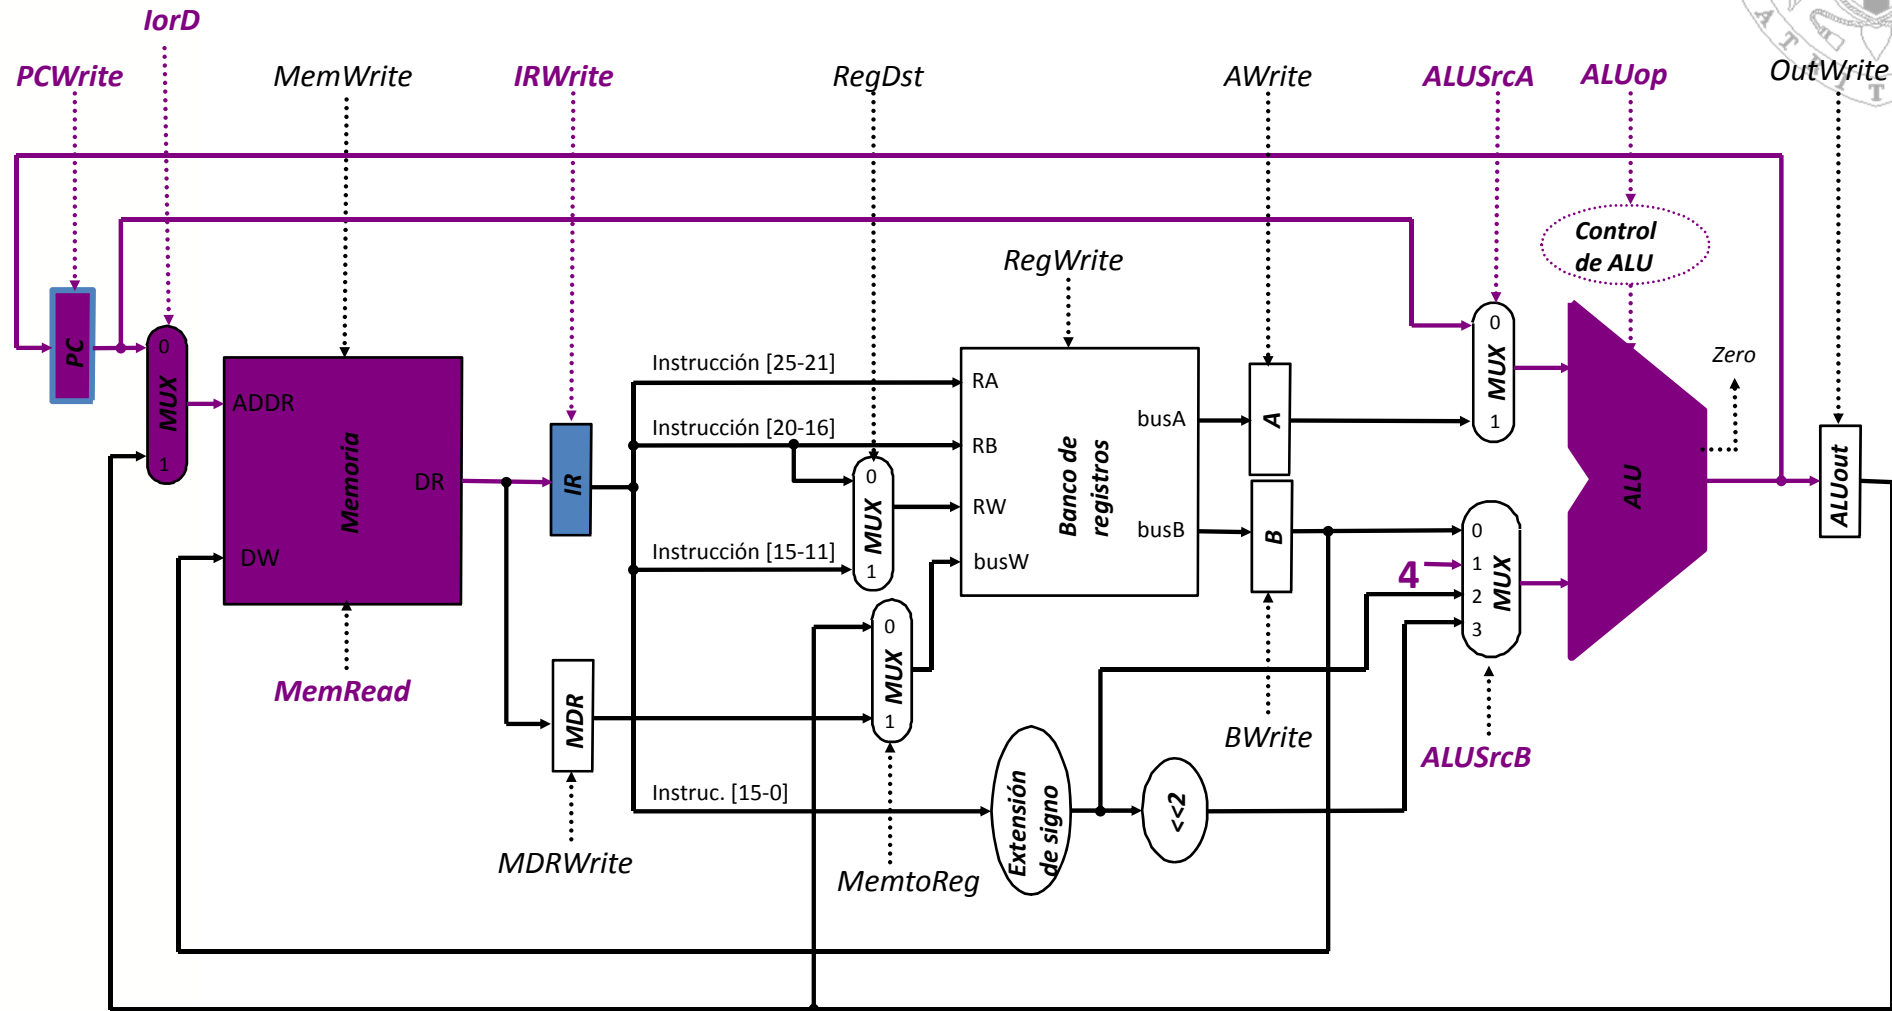 IorD
PCWrite
MemWrite
IRWrite
RegDst
AWrite
ALUSrcA
ALUop
OutWrite
Control
de ALU
RegWrite
PC
0
MUX
1
ADDR
Memoria
DR
DW
MemRead
IR
Instrucción [25-21]
Instrucción [20-16]
Instrucción [15-11]
Instruc. [15-0]
0
MUX
1
RA
RB
RW
busW
Banco de
registros
busA
busB
A
B
0
MUX
1
0
4
1
2
3
MUX
ALU
Zero
ALUout
MDR
MDRWrite
0
MUX
1
MemtoReg
Extensión
de signo
<<2
BWrite
ALUSrcB